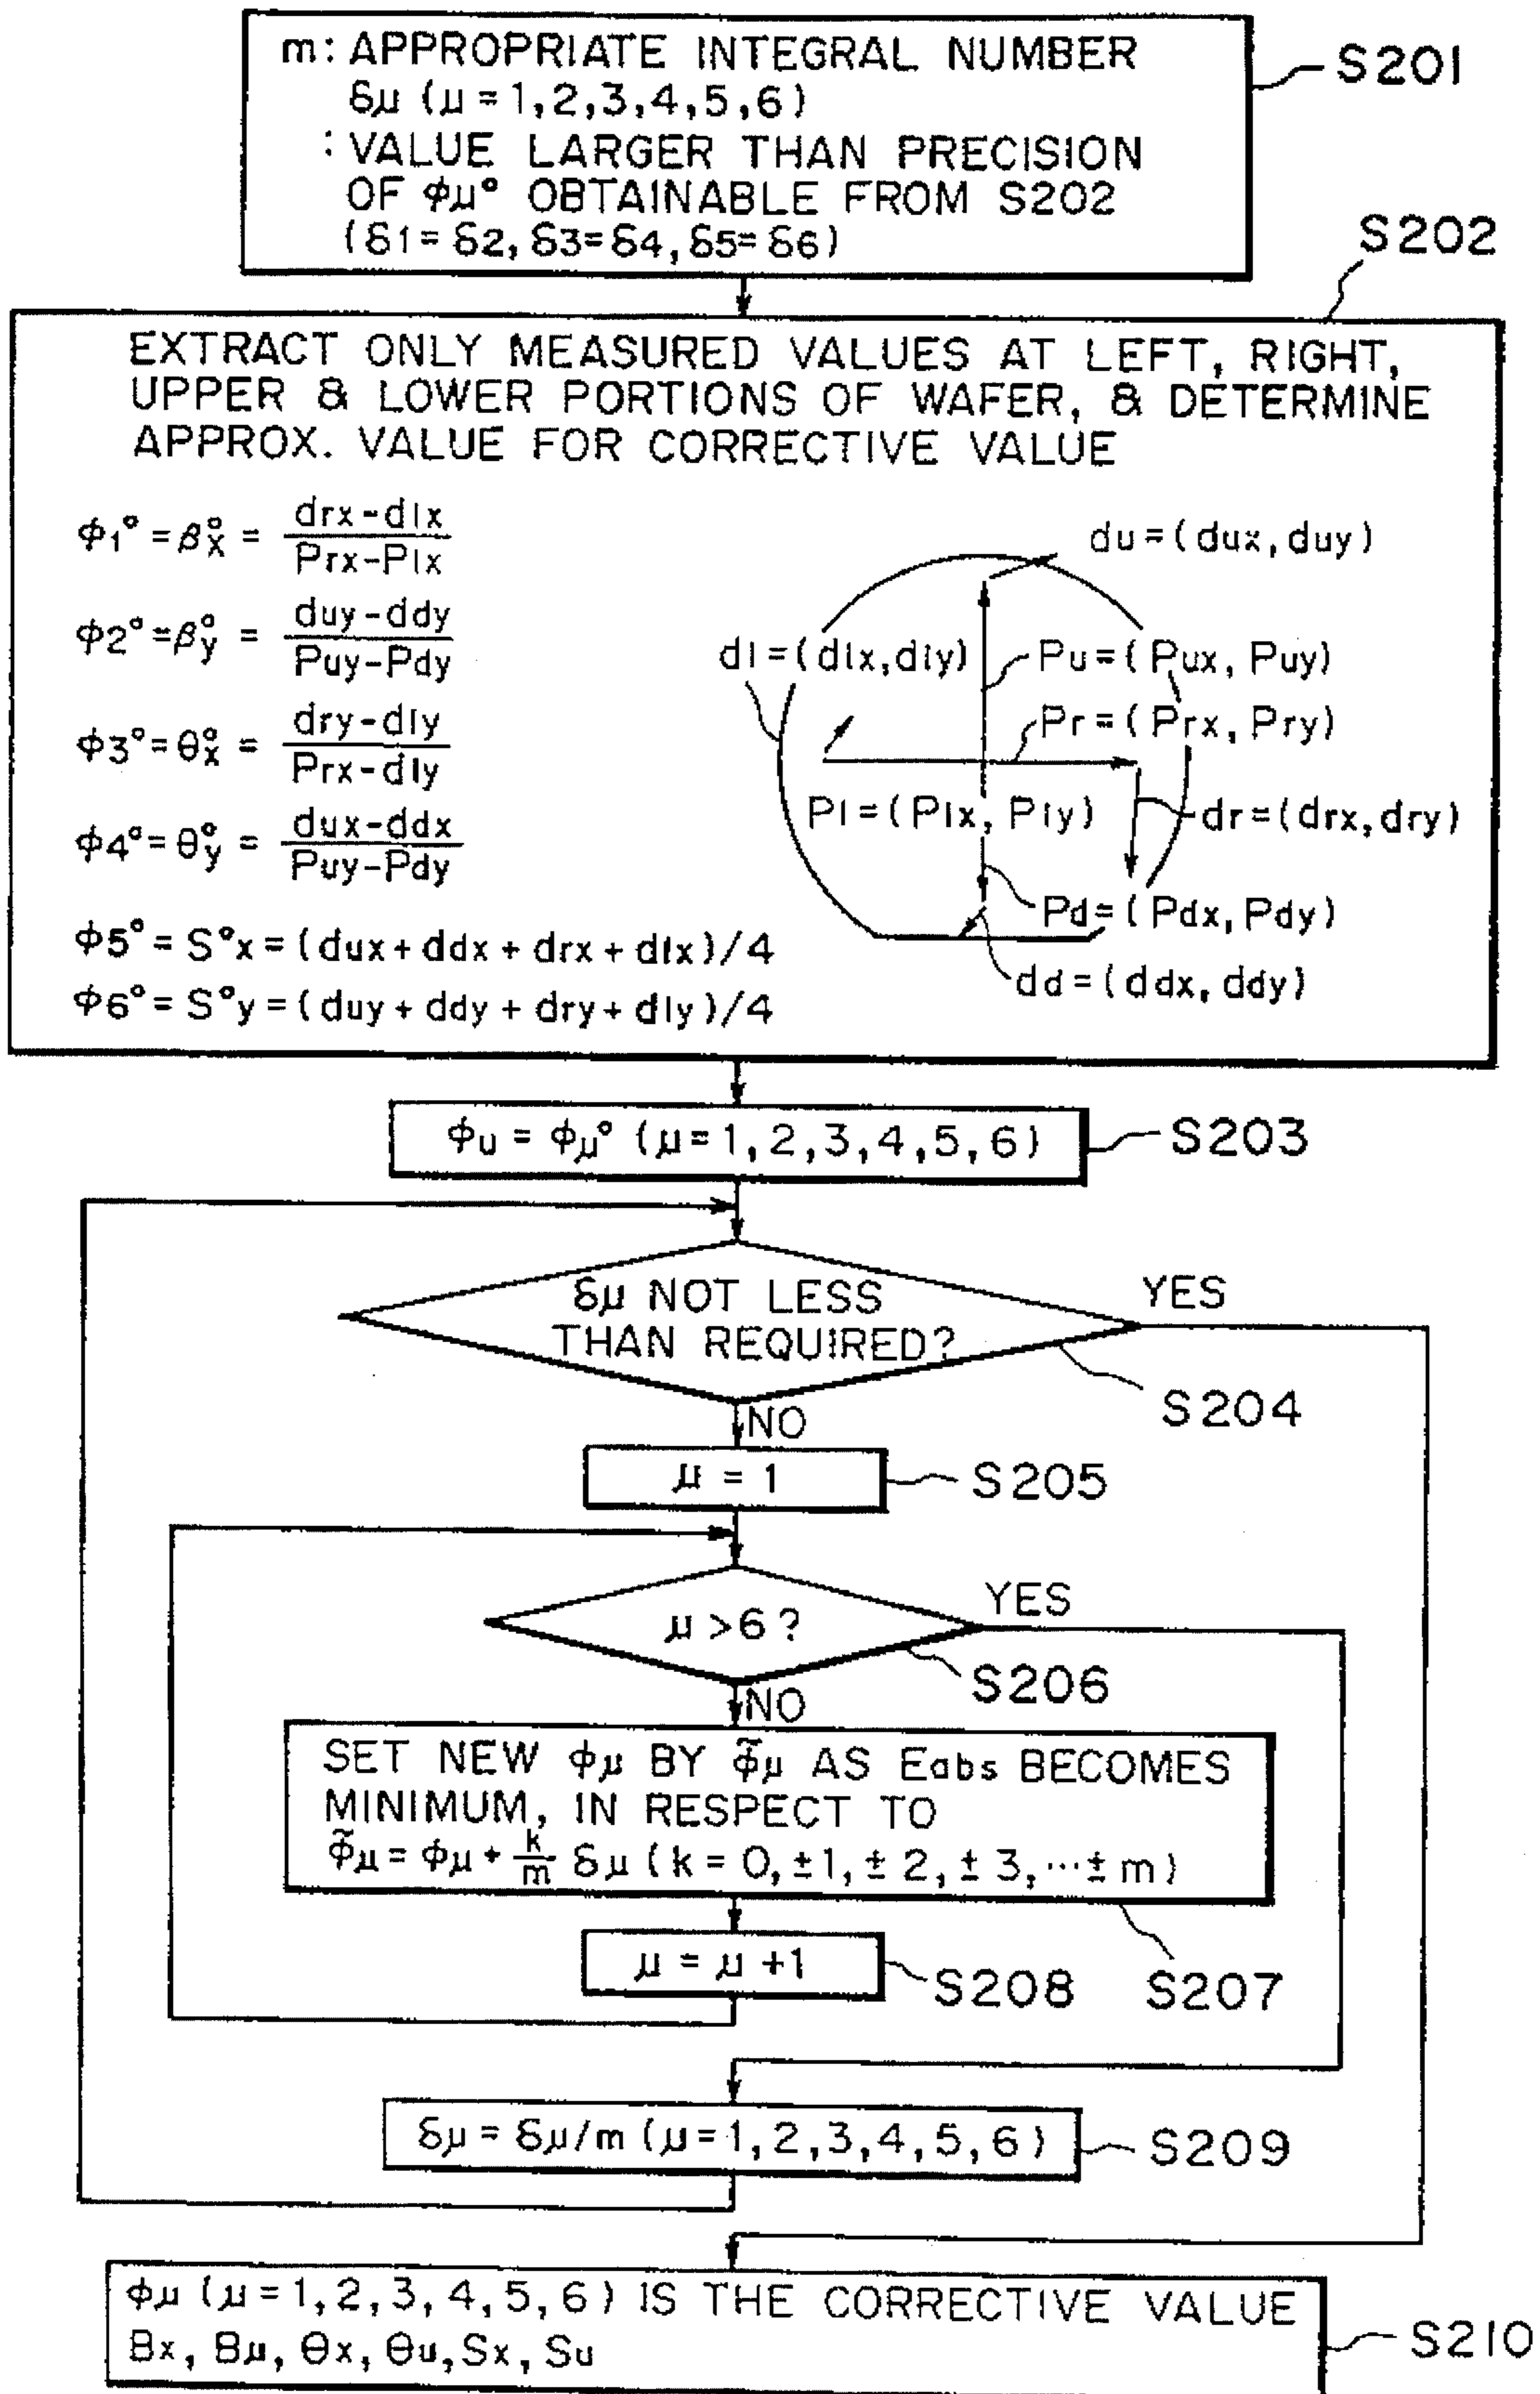 m: APPROPRIATE INTEGRAL NUMBER
δμ (μ = 1,2,3,4,5,6)
: VALUE LARGER THAN PRECISION
OF φμ° OBTAINABLE FROM S202
(δ1=δ2, δ3=δ4, δ5=δ6)
S201
S202
EXTRACT ONLY MEASURED VALUES AT LEFT, RIGHT,
UPPER & LOWER PORTIONS OF WAFER, & DETERMINE
APPROX. VALUE FOR CORRECTIVE VALUE
φ1° = β°x = (drx-dlx)/(Prx-Plx)
φ2° = β°y = (duy-ddy)/(Puy-Pdy)
φ3° = θ°x = (dry-dly)/(Prx-dly)
φ4° = θ°y = (dux-ddx)/(Puy-Pdy)
φ5° = S°x = (dux + ddx + drx + dlx)/4
φ6° = S°y = (duy + ddy + dry + dly)/4
du = (dux, duy)
dl = (dlx, dly)
Pu = (Pux, Puy)
Pr = (Prx, Pry)
Pl = (Plx, Ply)
dr = (drx, dry)
Pd = (Pdx, Pdy)
dd = (ddx, ddy)
φu = φμ° (μ = 1,2,3,4,5,6)
S203
δμ NOT LESS
THAN REQUIRED?
YES
S204
NO
μ = 1
S205
μ > 6?
YES
S206
NO
SET NEW φμ BY φ̃μ AS Eabs BECOMES
MINIMUM, IN RESPECT TO
φ̃μ = φμ + k/m δμ (k = 0, ±1, ±2, ±3, ···± m)
S207
μ = μ +1
S208
δμ = δμ/m (μ = 1,2,3,4,5,6)
S209
φμ (μ = 1,2,3,4,5,6) IS THE CORRECTIVE VALUE
Bx, Bμ, θx, θu, Sx, Su
S210